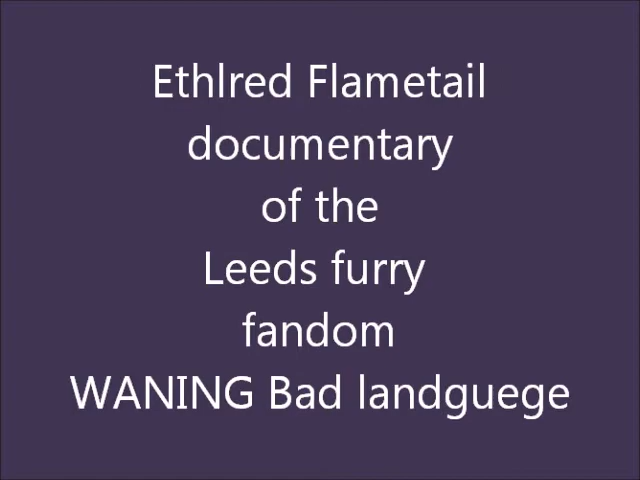 Ethlred Flametail
documentary
of the
Leeds furry
fandom
WANING Bad landguege